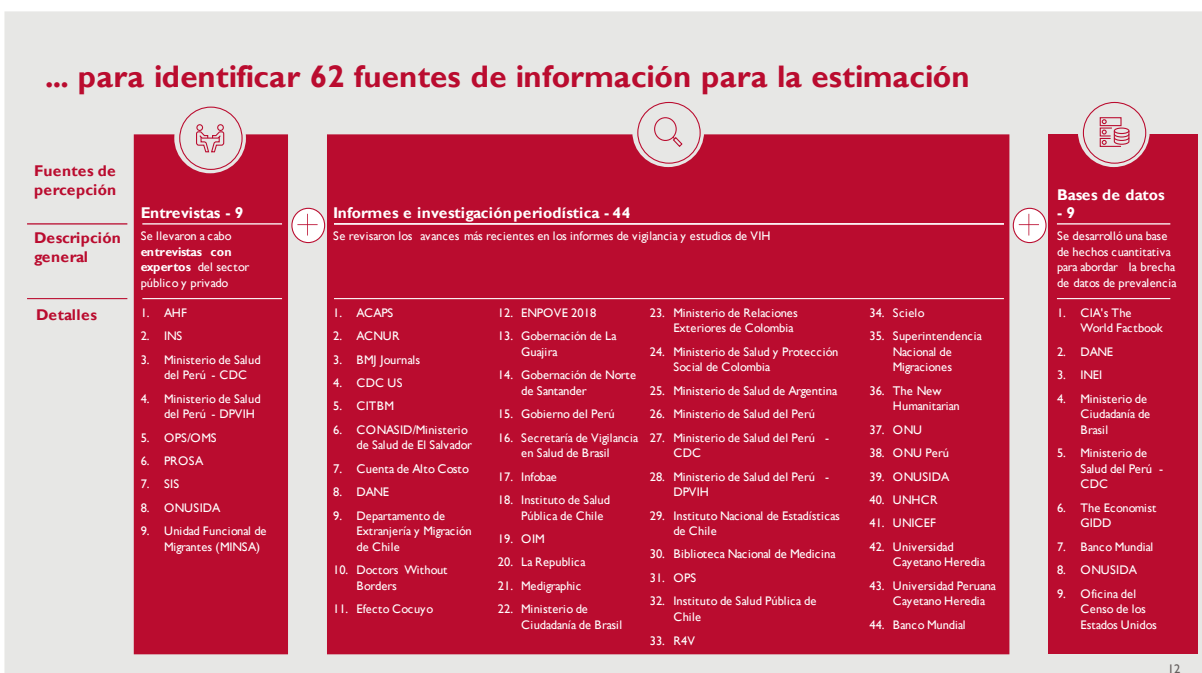 ... para identificar 62 fuentes de información para la estimación
Fuentes de
percepción
Descripción
general
Detalles
Entrevistas - 9
Se llevaron a cabo
entrevistas con
expertos del sector
público y privado
1. AHF
2. INS
3. Ministerio de Salud
del Perú - CDC
4. Ministerio de Salud
del Perú - DPVIH
5. OPS/OMS
6. PROSA
7. SIS
8. ONUSIDA
9. Unidad Funcional de
Migrantes (MINSA)
Informes e investigación periodística - 44
Se revisaron los avances más recientes en los informes de vigilancia y estudios de VIH
1. ACAPS
2. ACNUR
3. BMJ Journals
4. CDC US
5. CITBM
6. CONASID/Ministerio
de Salud de El Salvador
7. Cuenta de Alto Costo
8. DANE
9. Departamento de
Extranjería y Migración
de Chile
10. Doctors Without
Borders
11. Efecto Cocuyo
12. ENPOVE 2018
13. Gobernación de La
Guajira
14. Gobernación de Norte
de Santander
15. Gobierno del Perú
16. Secretaría de Vigilancia
en Salud de Brasil
17. Infobae
18. Instituto de Salud
Pública de Chile
19. OIM
20. La Republica
21. Medigraphic
22. Ministerio de
Ciudadanía de Brasil
23. Ministerio de Relaciones
Exteriores de Colombia
24. Ministerio de Salud y Protección
Social de Colombia
25. Ministerio de Salud de Argentina
26. Ministerio de Salud del Perú
27. Ministerio de Salud del Perú -
CDC
28. Ministerio de Salud del Perú -
DPVIH
29. Instituto Nacional de Estadísticas
de Chile
30. Biblioteca Nacional de Medicina
31. OPS
32. Instituto de Salud Pública de
Chile
33. R4V
34. Scielo
35. Superintendencia
Nacional de
Migraciones
36. The New
Humanitarian
37. ONU
38. ONU Perú
39. ONUSIDA
40. UNHCR
41. UNICEF
42. Universidad
Cayetano Heredia
43. Universidad Peruana
Cayetano Heredia
44. Banco Mundial
Bases de datos
- 9
Se desarrolló una base
de hechos cuantitativa
para abordar la brecha
de datos de prevalencia
1. CIA's The
World Factbook
2. DANE
3. INEI
4. Ministerio de
Ciudadanía de
Brasil
5. Ministerio de
Salud del Perú -
CDC
6. The Economist
GIDD
7. Banco Mundial
8. ONUSIDA
9. Oficina del
Censo de los
Estados Unidos
12